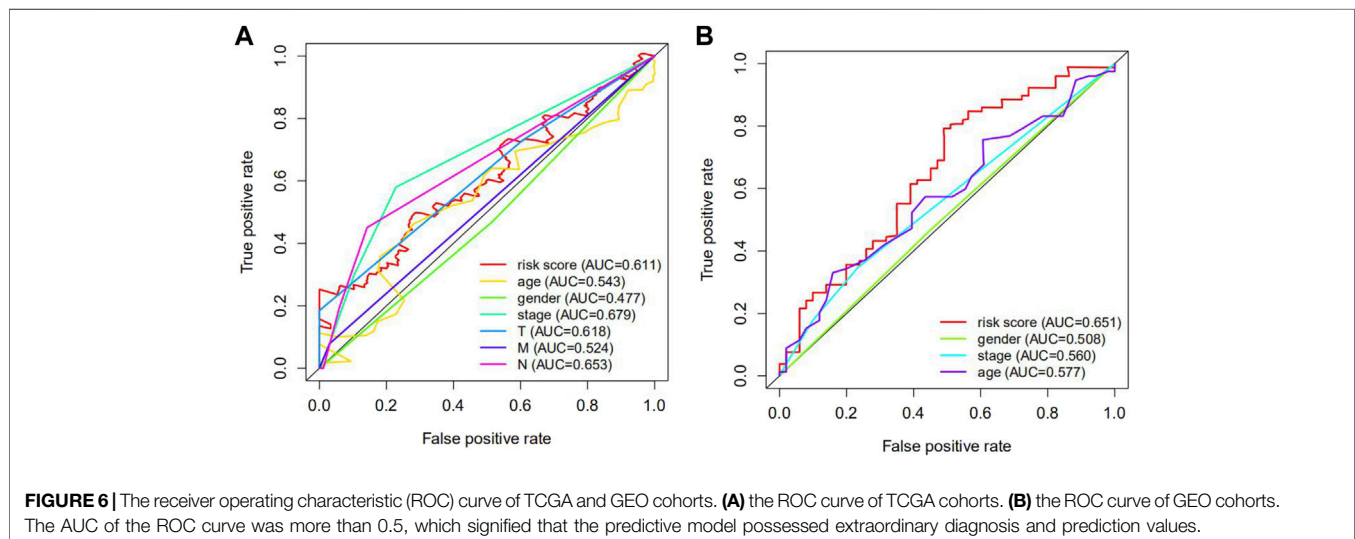 A
True positive rate
1.0
0.8
0.6
0.4
0.2
0.0
risk score (AUC=0.611)
age (AUC=0.543)
gender (AUC=0.477)
stage (AUC=0.679)
T (AUC=0.618)
M (AUC=0.524)
N (AUC=0.653)
0.0 0.2 0.4 0.6 0.8 1.0
False positive rate
B
True positive rate
1.0
0.8
0.6
0.4
0.2
0.0
risk score (AUC=0.651)
gender (AUC=0.508)
stage (AUC=0.560)
age (AUC=0.577)
0.0 0.2 0.4 0.6 0.8 1.0
False positive rate
FIGURE 6 | The receiver operating characteristic (ROC) curve of TCGA and GEO cohorts. (A) the ROC curve of TCGA cohorts. (B) the ROC curve of GEO cohorts.
The AUC of the ROC curve was more than 0.5, which signified that the predictive model possessed extraordinary diagnosis and prediction values.